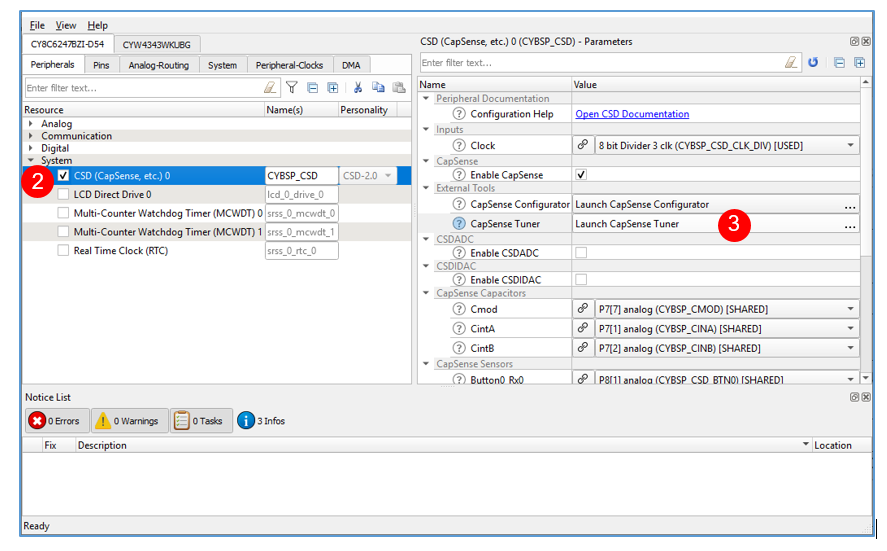 File View Help
CY8C6247BZI-D54 CYW4343WKUBG
Peripherals Pins Analog-Routing System Peripheral-Clocks DMA
Enter filter text...
Resource Name(s) Personality
Analog
Communication
Digital
System
2 CSD (CapSense, etc.) 0 CYBSP_CSD CSD-2.0
LCD Direct Drive 0 lcd_0_drive_0
Multi-Counter Watchdog Timer (MCWDT) 0 srss_0_mcwdt_0
Multi-Counter Watchdog Timer (MCWDT) 1 srss_0_mcwdt_1
Real Time Clock (RTC) srss_0_rtc_0
CSD (CapSense, etc.) 0 (CYBSP_CSD) - Parameters
Enter filter text...
Name Value
Peripheral Documentation
? Configuration Help Open CSD Documentation
Inputs
? Clock 8 bit Divider 3 clk (CYBSP_CSD_CLK_DIV) [USED]
CapSense
? Enable CapSense
External Tools
? CapSense Configurator Launch CapSense Configurator ...
? CapSense Tuner Launch CapSense Tuner 3 ...
CSDADC
? Enable CSDADC
CSDIDAC
? Enable CSDIDAC
CapSense Capacitors
? Cmod P7[7] analog (CYBSP_CMOD) [SHARED]
? CintA P7[1] analog (CYBSP_CINA) [SHARED]
? CintB P7[2] analog (CYBSP_CINB) [SHARED]
CapSense Sensors
? Button0 Rx0 P8[1] analog (CYBSP_CSD_BTN0) [SHARED]
Notice List
0 Errors 0 Warnings 0 Tasks i 3 Infos
Fix Description Location
Ready